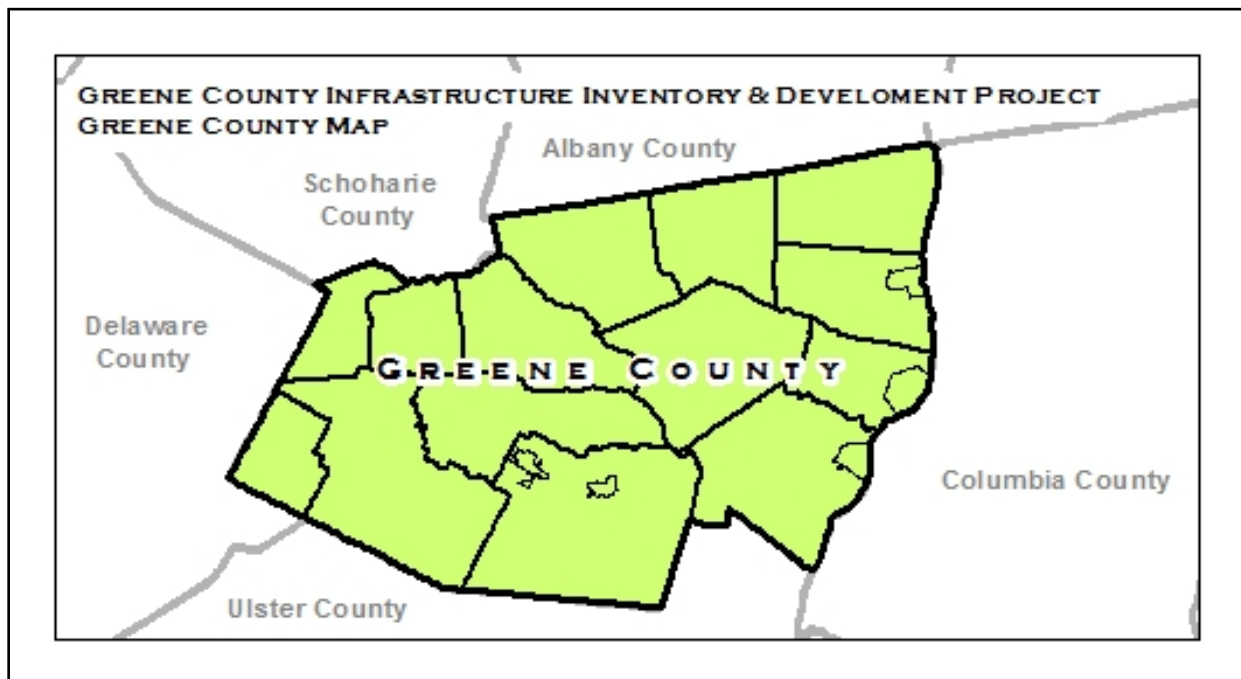 GREENE COUNTY INFRASTRUCTURE INVENTORY & DEVELOMENT PROJECT
GREENE COUNTY MAP
Albany County
Schoharie
County
Delaware
County
GREENE COUNTY
Columbia County
Ulster County